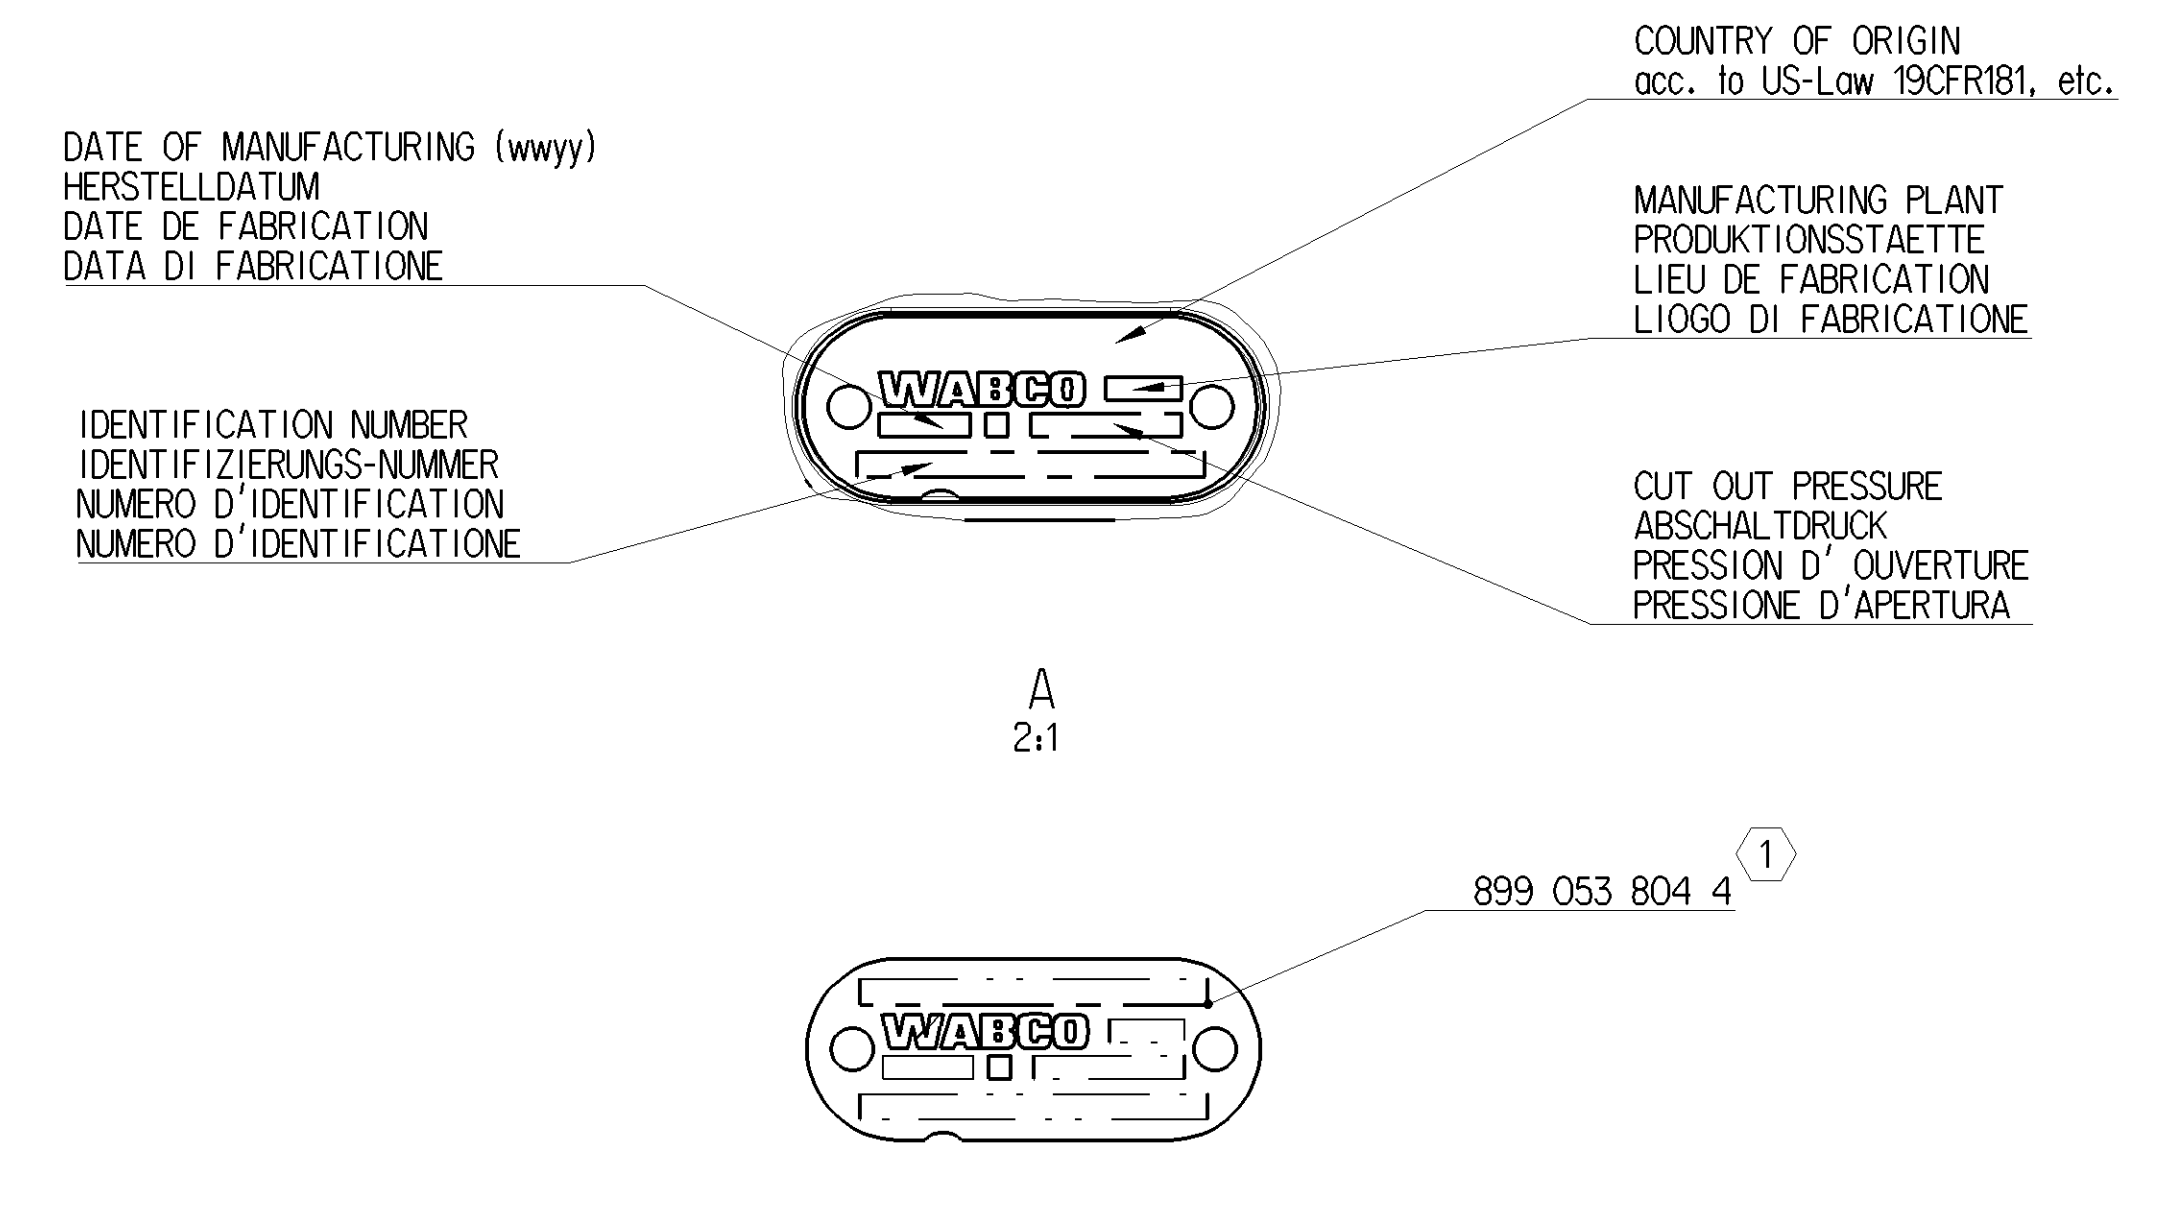 COUNTRY OF ORIGIN
acc. to US-Law 19CFR181, etc.
DATE OF MANUFACTURING (wwyy)
HERSTELLDATUM
DATE DE FABRICATION
DATA DI FABRICATIONE
MANUFACTURING PLANT
PRODUKTIONSSTAETTE
LIEU DE FABRICATION
LIOGO DI FABRICATIONE
WABCO
IDENTIFICATION NUMBER
IDENTIFIZIERUNGS-NUMMER
NUMERO D'IDENTIFICATION
NUMERO D'IDENTIFICATIONE
CUT OUT PRESSURE
ABSCHALTDRUCK
PRESSION D' OUVERTURE
PRESSIONE D'APERTURA
A
2:1
1
899 053 804 4
WABCO